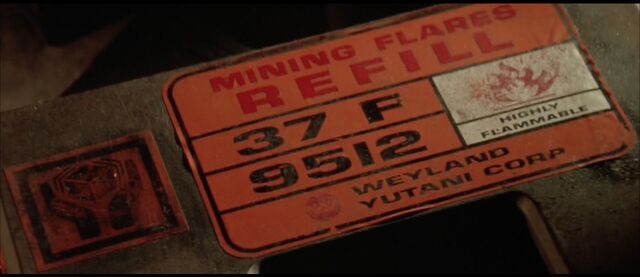 MINING FLARES
REFILL
37 F
9512
HIGHLY
FLAMMABLE
WEYLAND
YUTANI CORP